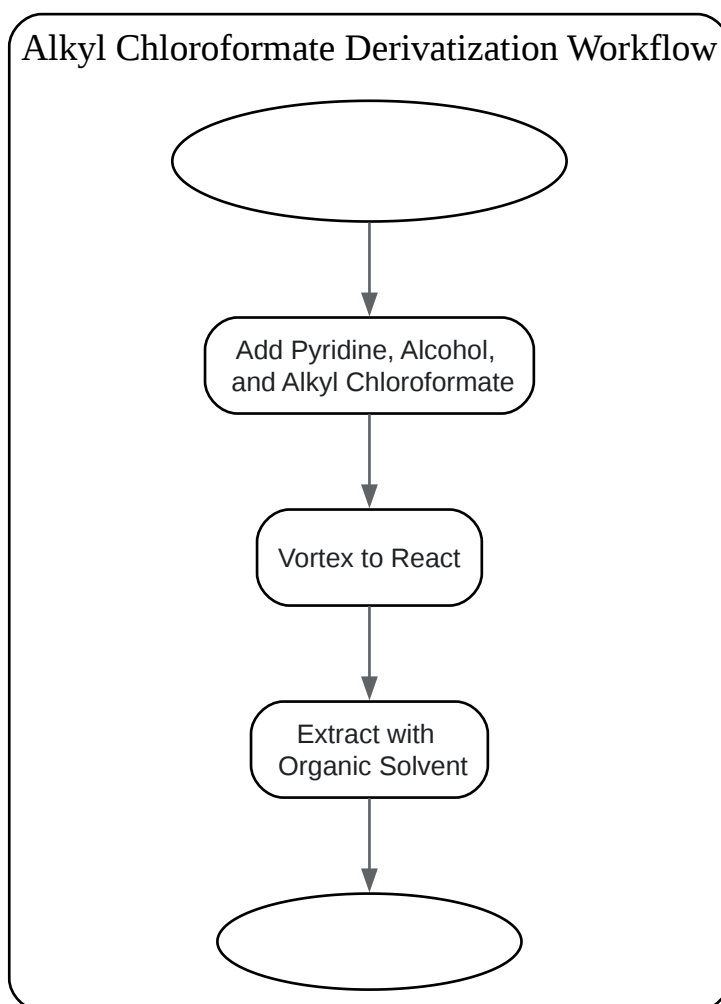 Alkyl Chloroformate Derivatization Workflow
Add Pyridine, Alcohol,
and Alkyl Chloroformate
Vortex to React
Extract with
Organic Solvent